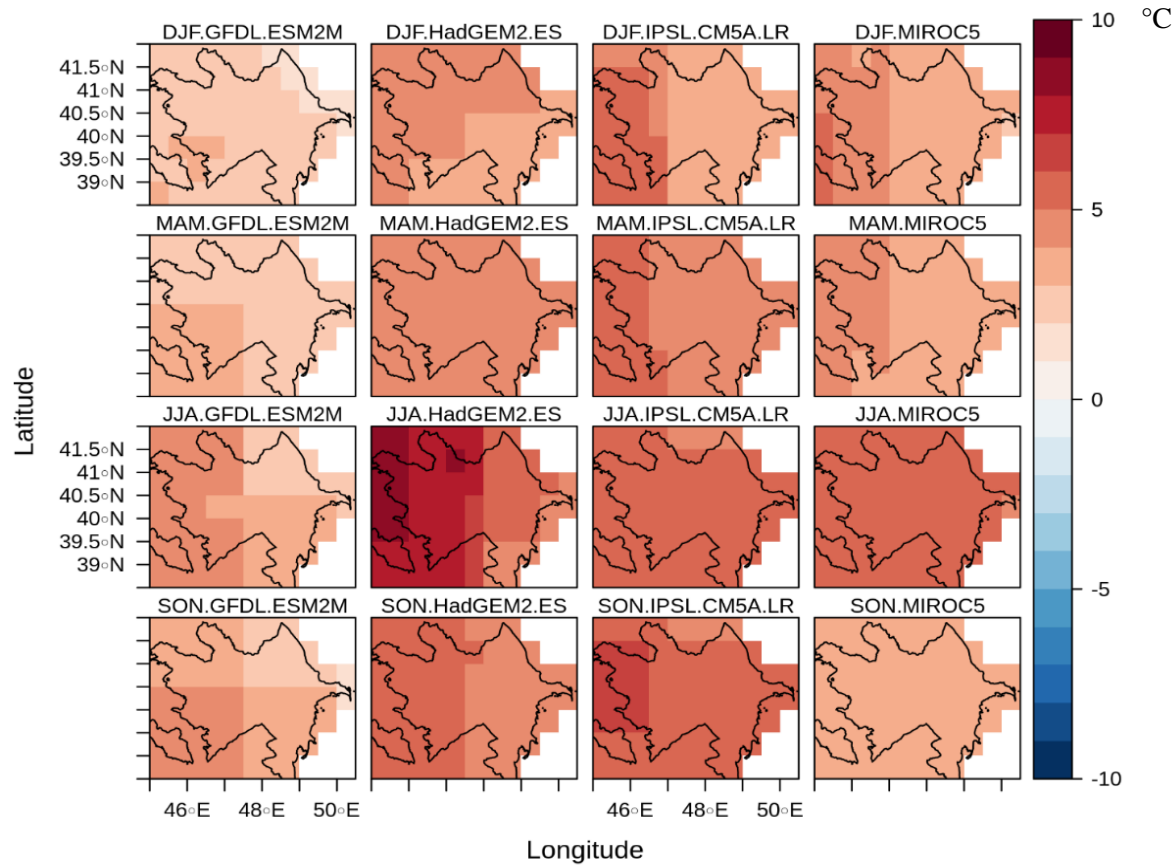 °C
DJF.GFDL.ESM2M DJF.HadGEM2.ES DJF.IPSL.CM5A.LR DJF.MIROC5
41.5○N
41○N
40.5○N
40○N
39.5○N
39○N
MAM.GFDL.ESM2M MAM.HadGEM2.ES MAM.IPSL.CM5A.LR MAM.MIROC5
JJA.GFDL.ESM2M JJA.HadGEM2.ES JJA.IPSL.CM5A.LR JJA.MIROC5
41.5○N
41○N
40.5○N
40○N
39.5○N
39○N
SON.GFDL.ESM2M SON.HadGEM2.ES SON.IPSL.CM5A.LR SON.MIROC5
46○E 48○E 50○E 46○E 48○E 50○E
Longitude
Latitude
10
5
0
-5
-10